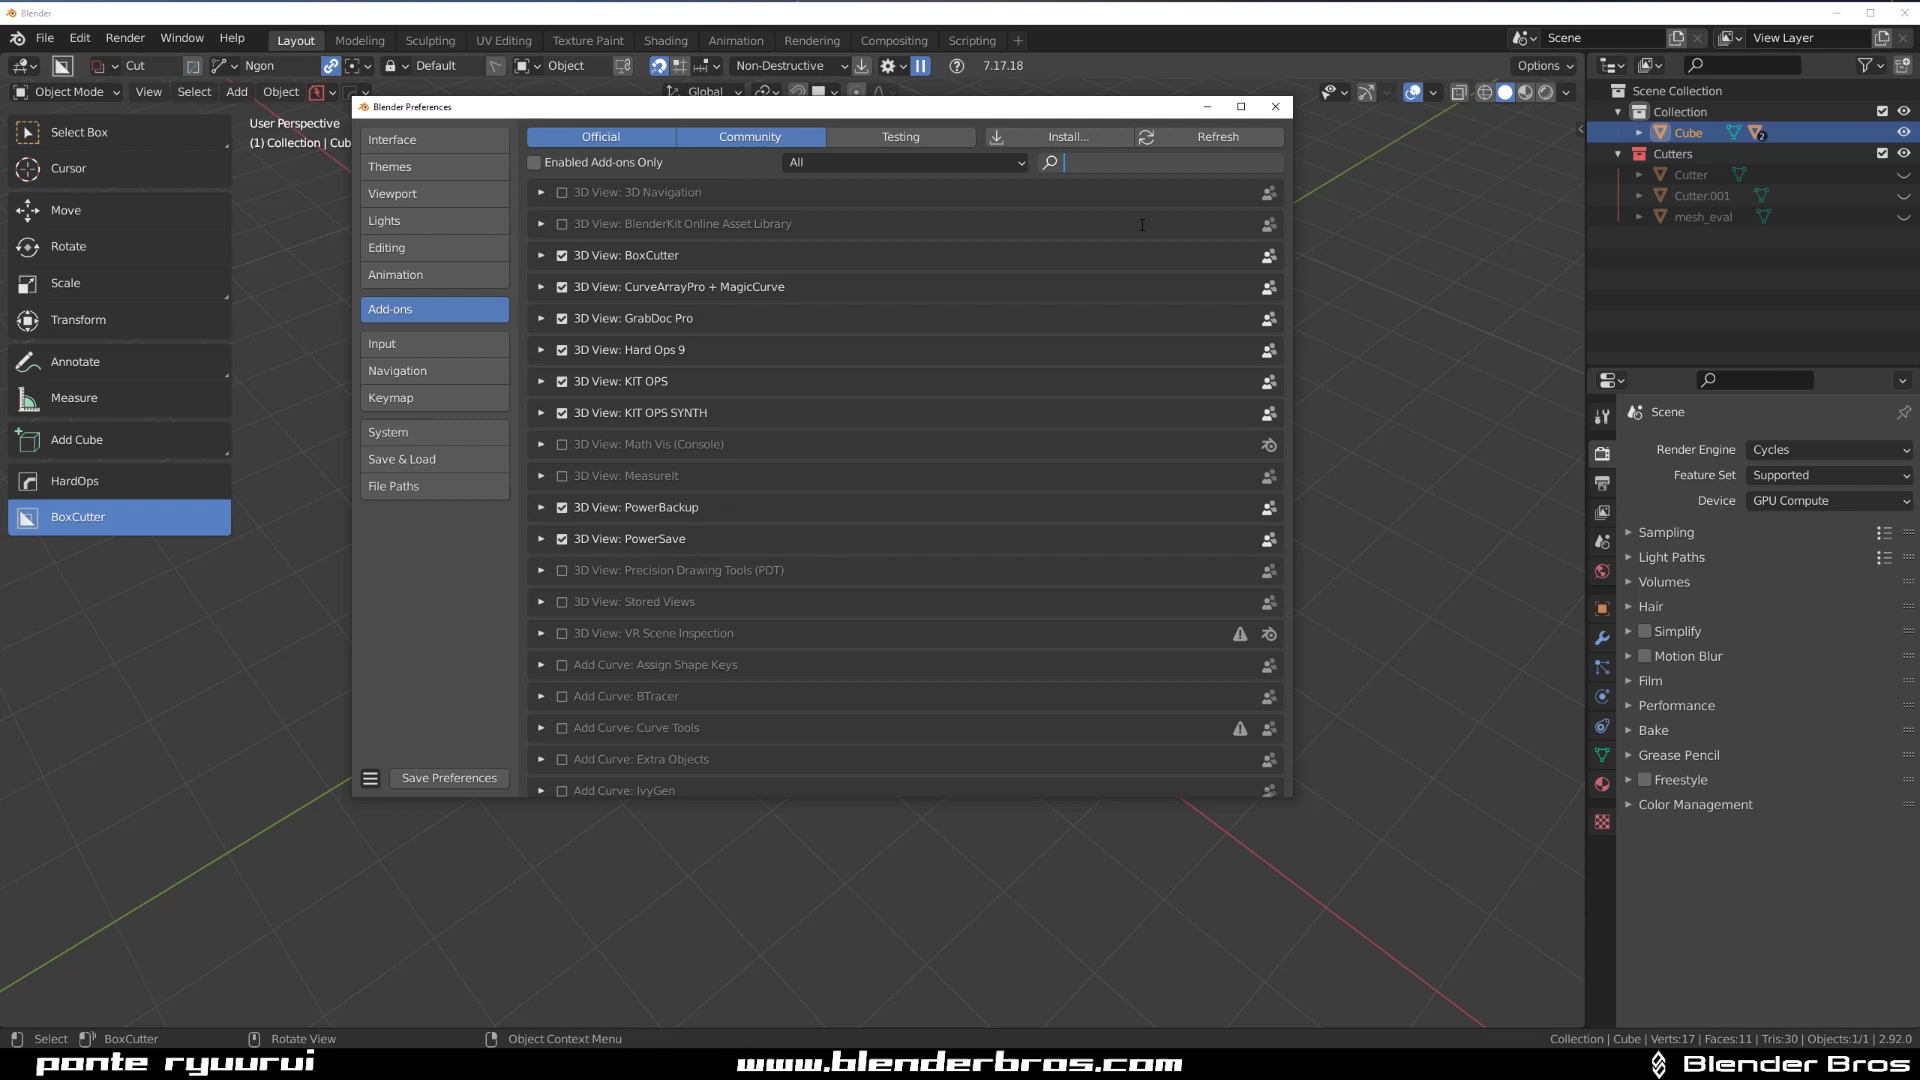 Blender
File Edit Render Window Help Layout Modeling Sculpting UV Editing Texture Paint Shading Animation Rendering Compositing Scripting + Scene View Layer
Cut Ngon Default Object Non-Destructive 7.17.18 Options
Object Mode View Select Add Object Global
User Perspective
(1) Collection | Cub
Select Box
Cursor
Move
Rotate
Scale
Transform
Annotate
Measure
Add Cube
HardOps
BoxCutter
Blender Preferences
Interface
Themes
Viewport
Lights
Editing
Animation
Add-ons
Input
Navigation
Keymap
System
Save & Load
File Paths
Save Preferences
Official Community Testing Install... Refresh
Enabled Add-ons Only All
3D View: 3D Navigation
3D View: BlenderKit Online Asset Library
3D View: BoxCutter
3D View: CurveArrayPro + MagicCurve
3D View: GrabDoc Pro
3D View: Hard Ops 9
3D View: KIT OPS
3D View: KIT OPS SYNTH
3D View: Math Vis (Console)
3D View: MeasureIt
3D View: PowerBackup
3D View: PowerSave
3D View: Precision Drawing Tools (PDT)
3D View: Stored Views
3D View: VR Scene Inspection
Add Curve: Assign Shape Keys
Add Curve: BTracer
Add Curve: Curve Tools
Add Curve: Extra Objects
Add Curve: IvyGen
Scene Collection
Collection
Cube 2
Cutters
Cutter
Cutter.001
mesh_eval
Scene
Render Engine Cycles
Feature Set Supported
Device GPU Compute
Sampling
Light Paths
Volumes
Hair
Simplify
Motion Blur
Film
Performance
Bake
Grease Pencil
Freestyle
Color Management
Select BoxCutter Rotate View Object Context Menu Collection | Cube | Verts:17 | Faces:11 | Tris:30 | Objects:1/1 | 2.92.0
ponte ryuurui www.blenderbros.com Blender Bros